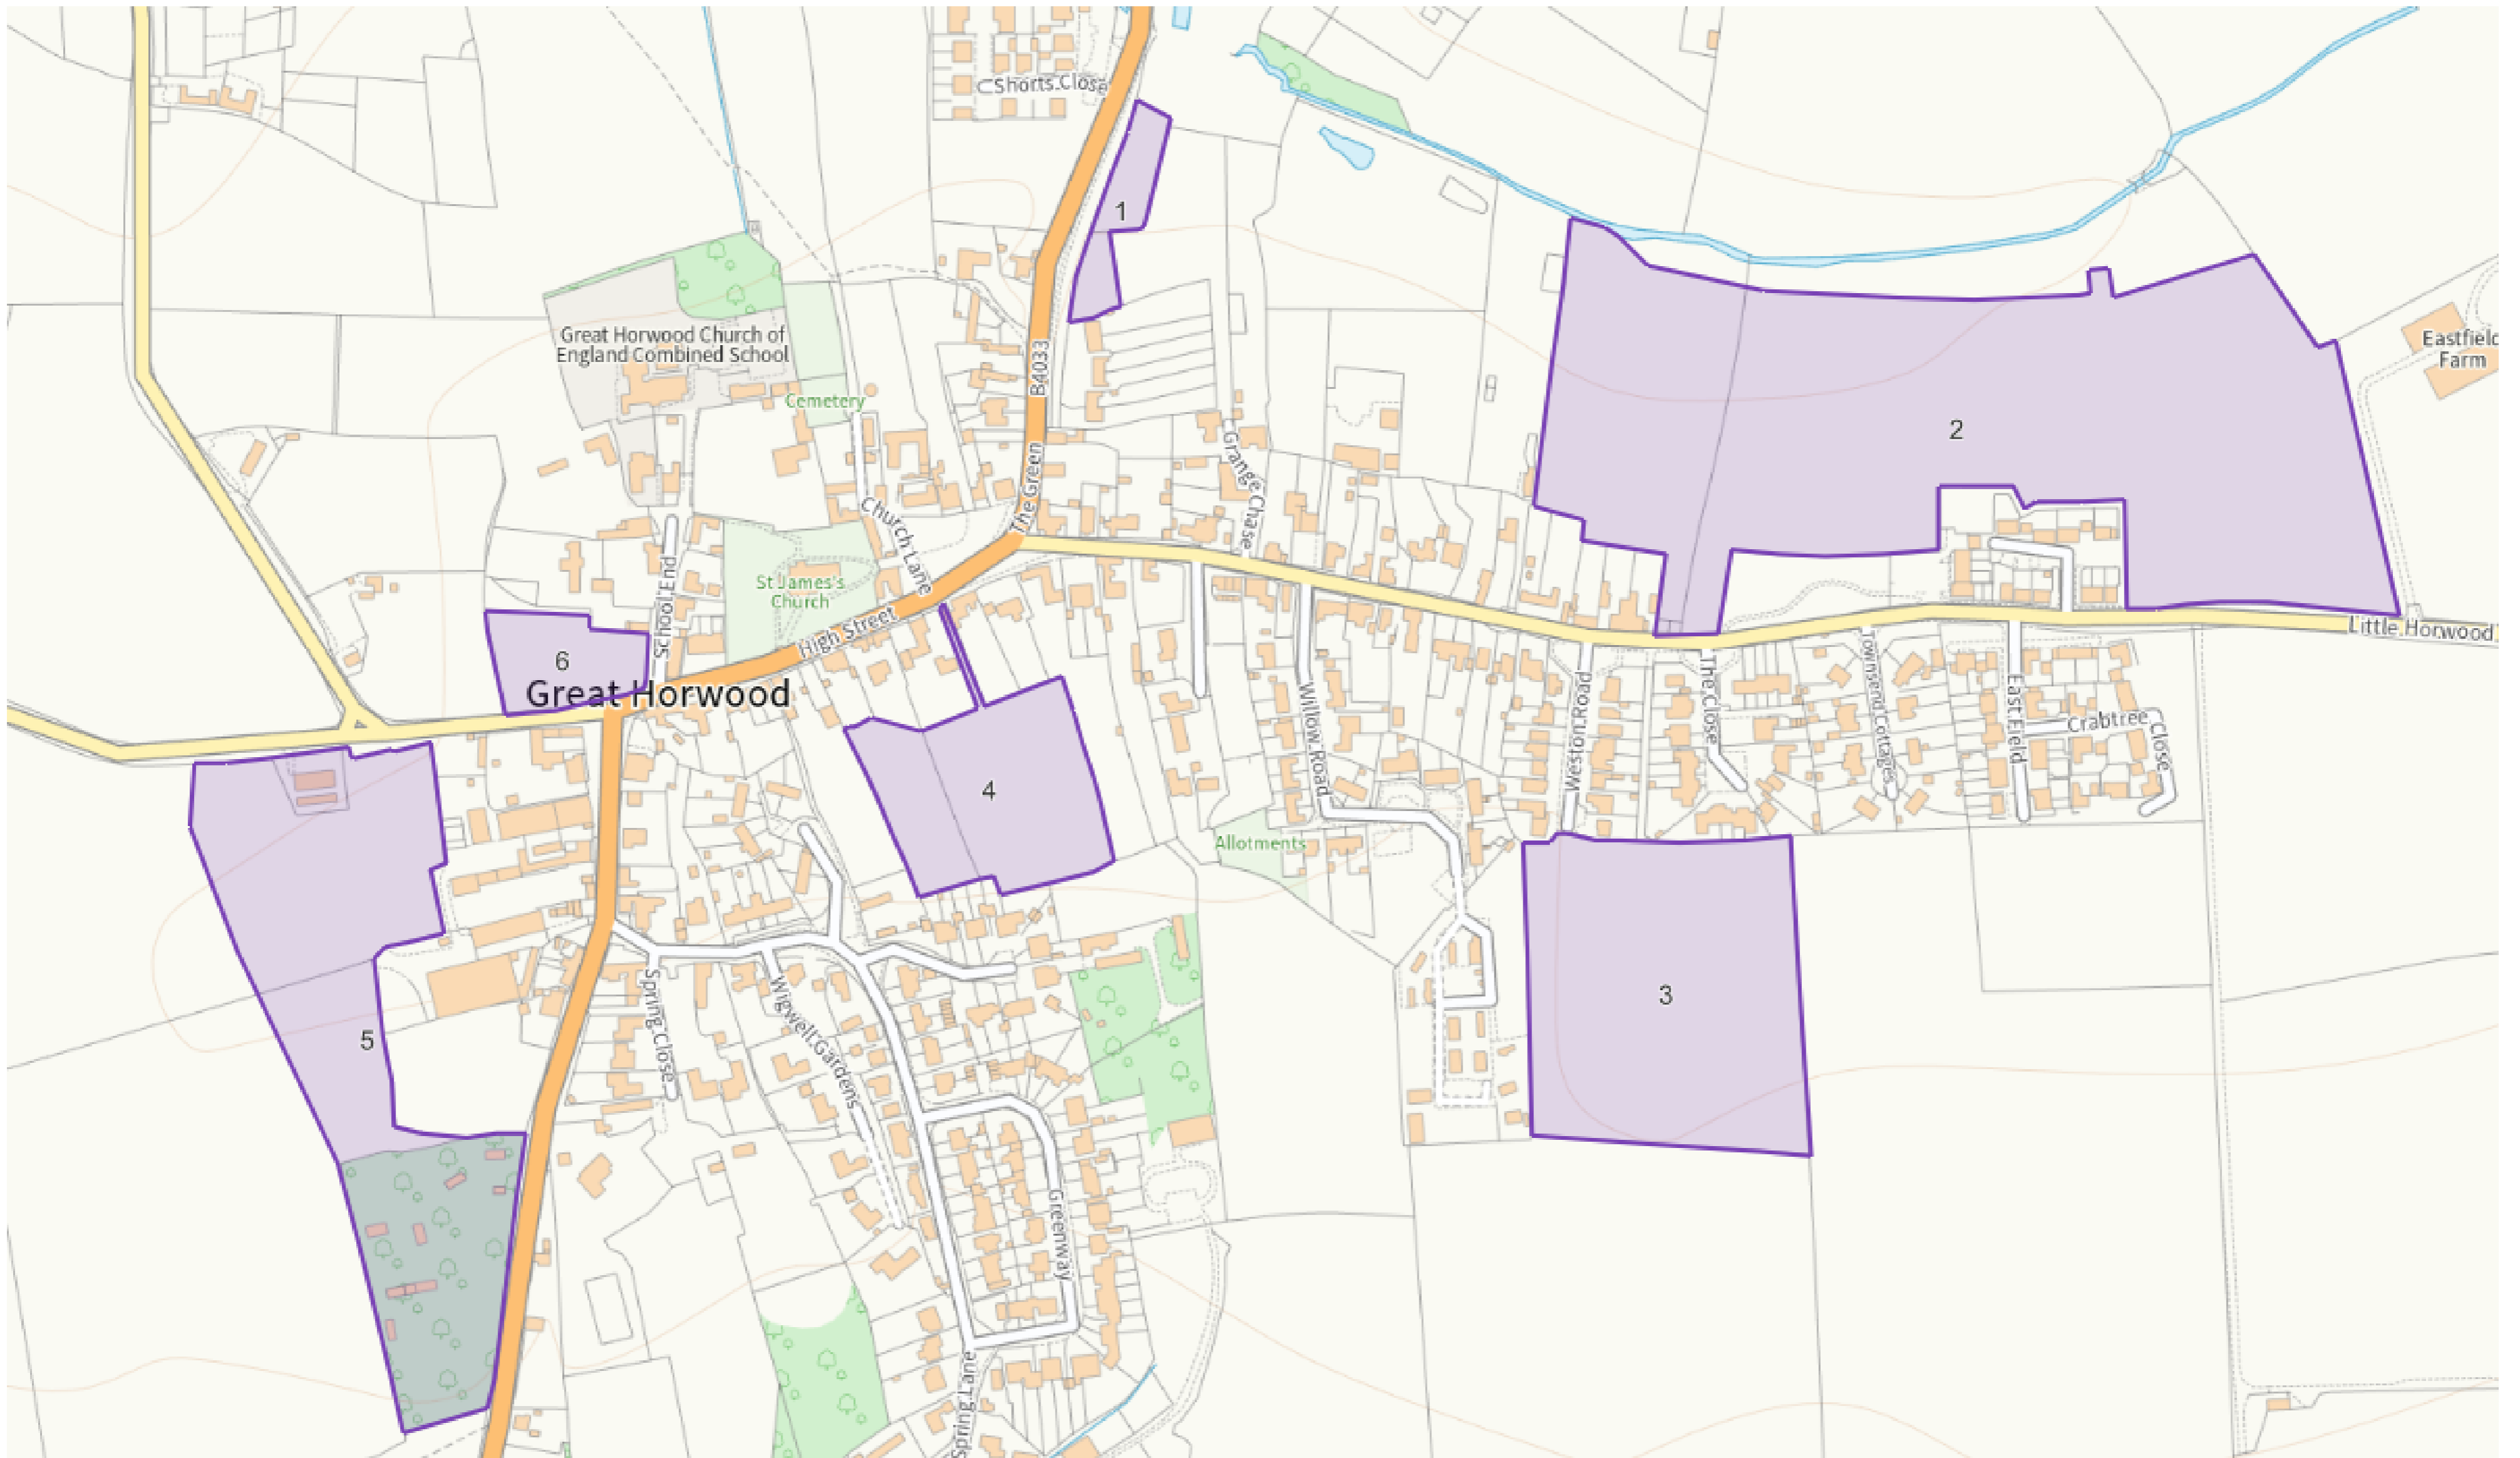 Shorts Close
1
Great Horwood Church of
England Combined School
Eastfield
Farm
B4033
Cemetery
2
Grange Chase
The Green
Church Lane
School End
St James's
Church
High Street
Little Horwood
6
Great Horwood
Willow Road
Weston Road
The Close
Townsend Cottages
East Field
Crabtree Close
4
Allotments
3
5
Spring Close
Wigwell Gardens
Greenway
Spring Lane